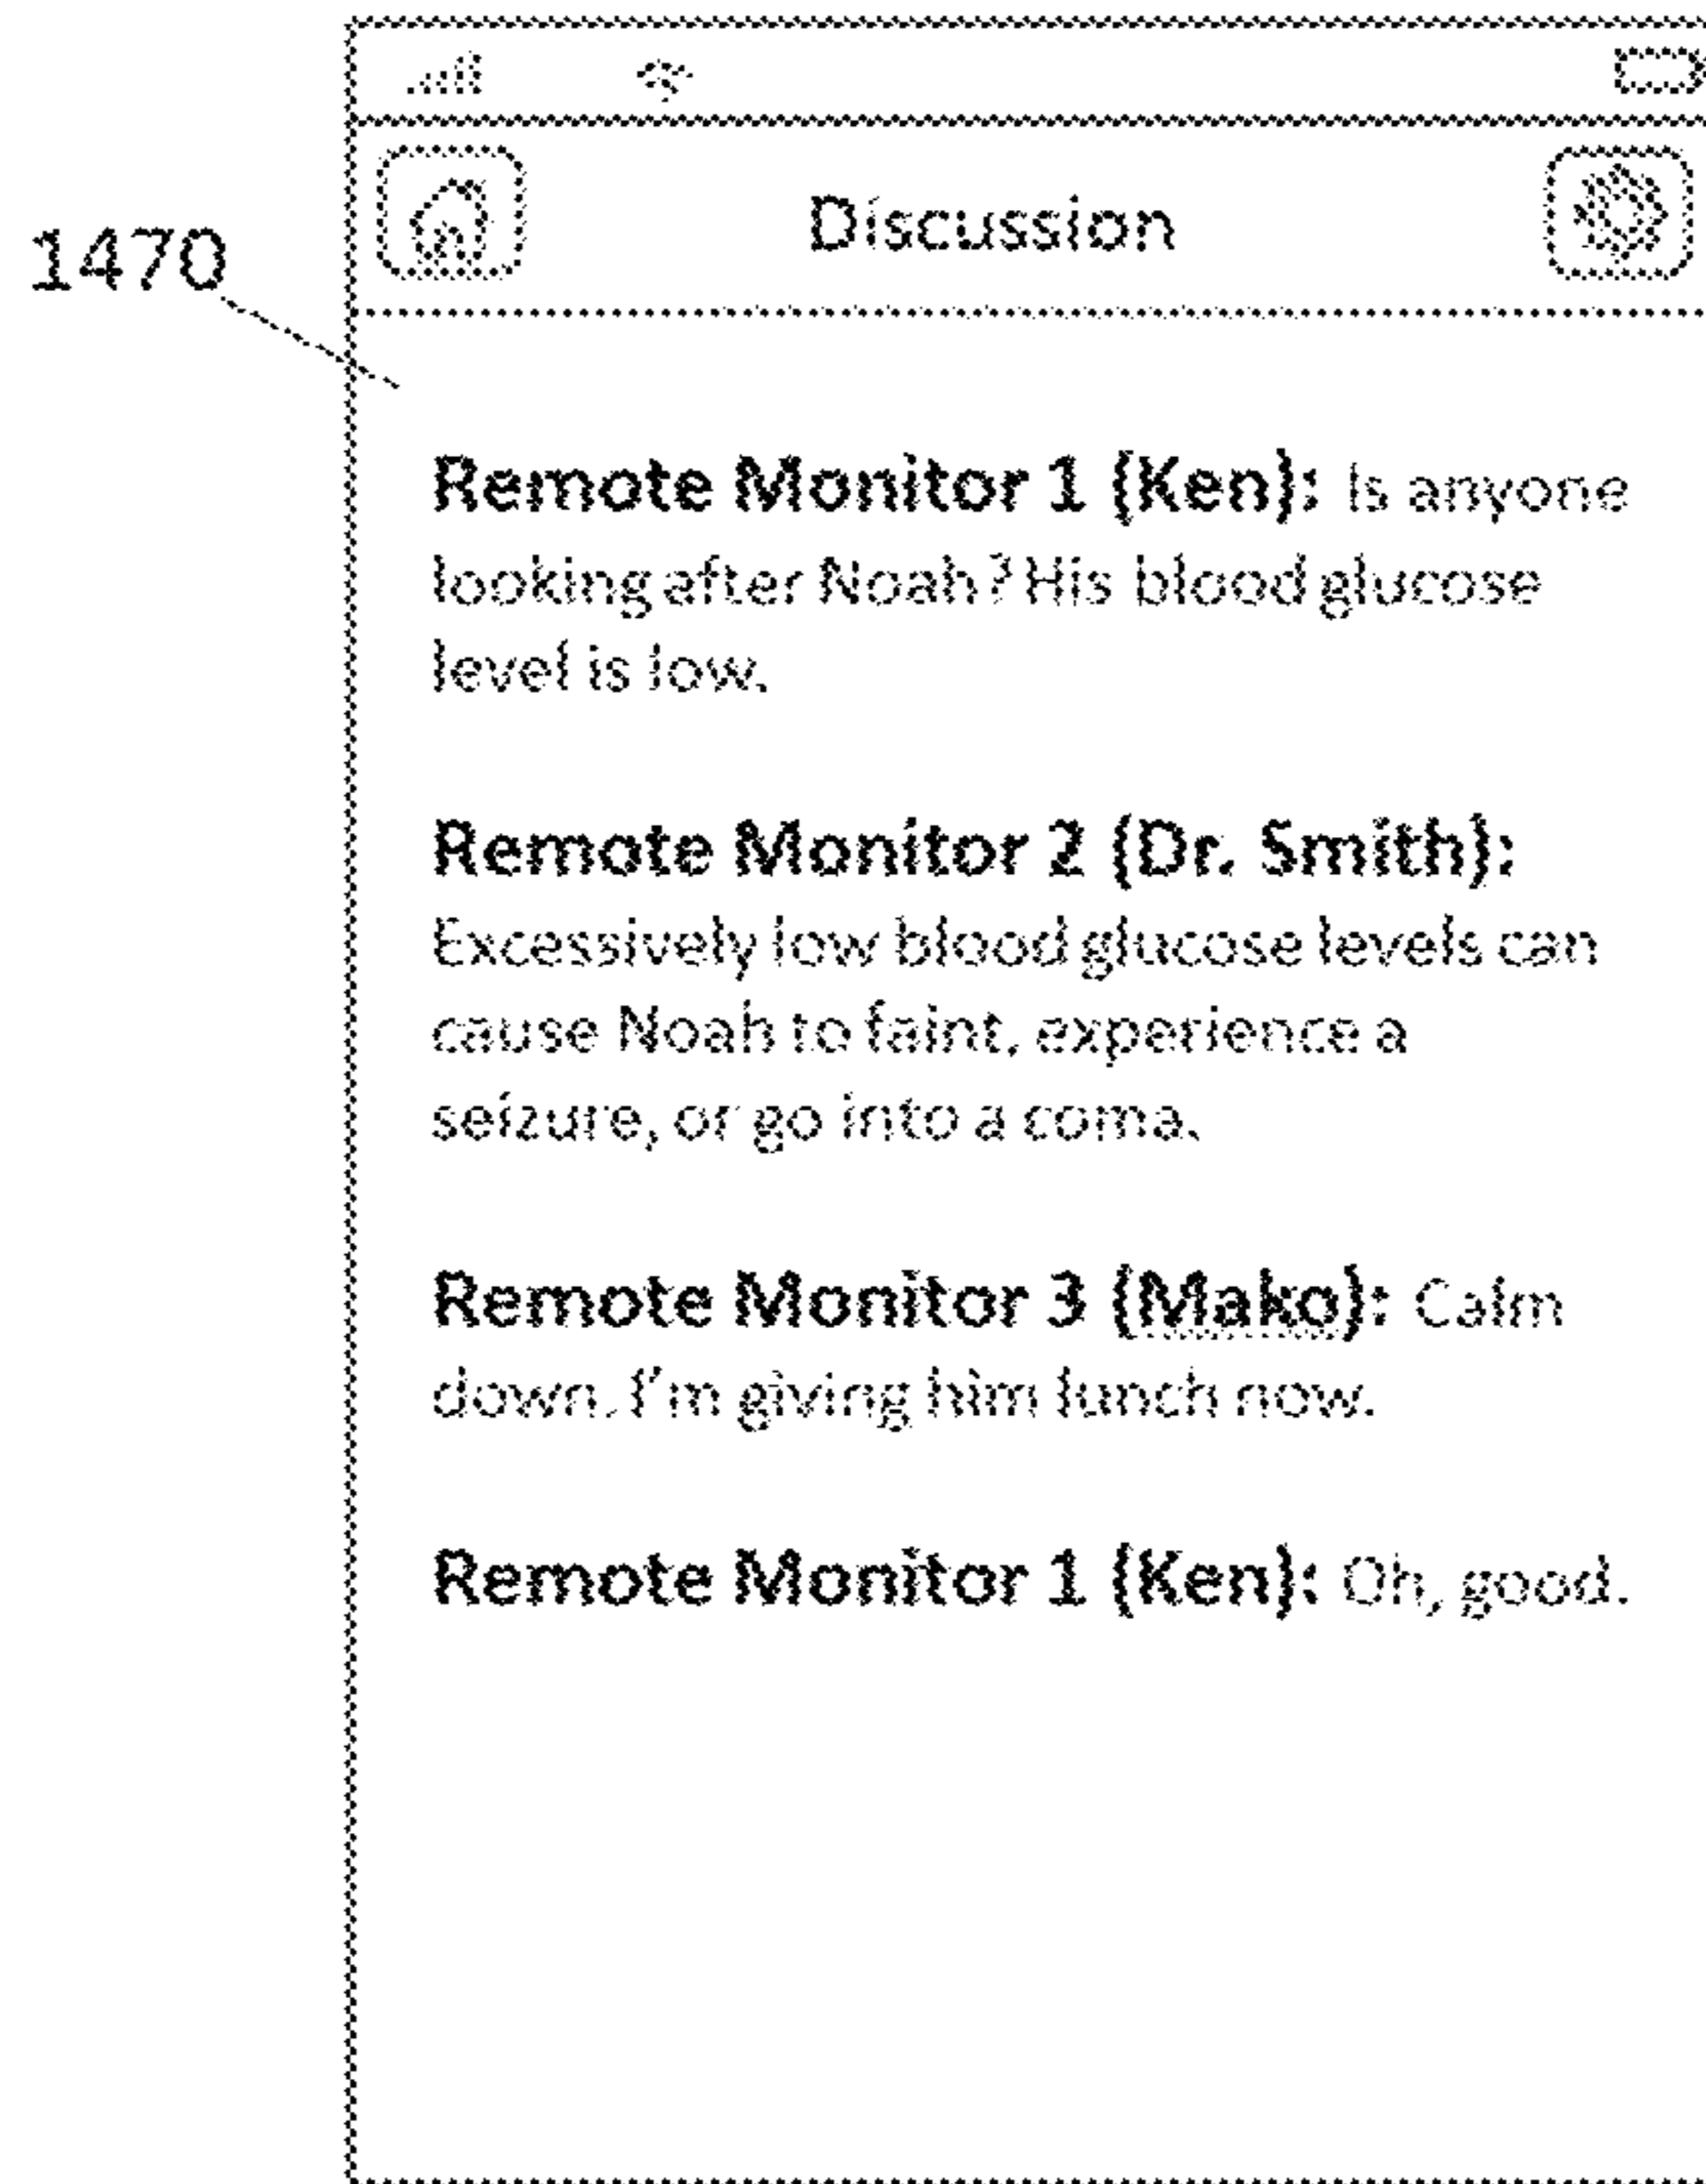 Discussion
1470
Remote Monitor 1 (Ken): Is anyone
looking after Noah? His blood glucose
level is low.
Remote Monitor 2 (Dr. Smith):
Excessively low blood glucose levels can
cause Noah to faint, experience a
seizure, or go into a coma.
Remote Monitor 3 (Mako): Calm
down. I'm giving him lunch now.
Remote Monitor 1 (Ken): Oh, good.